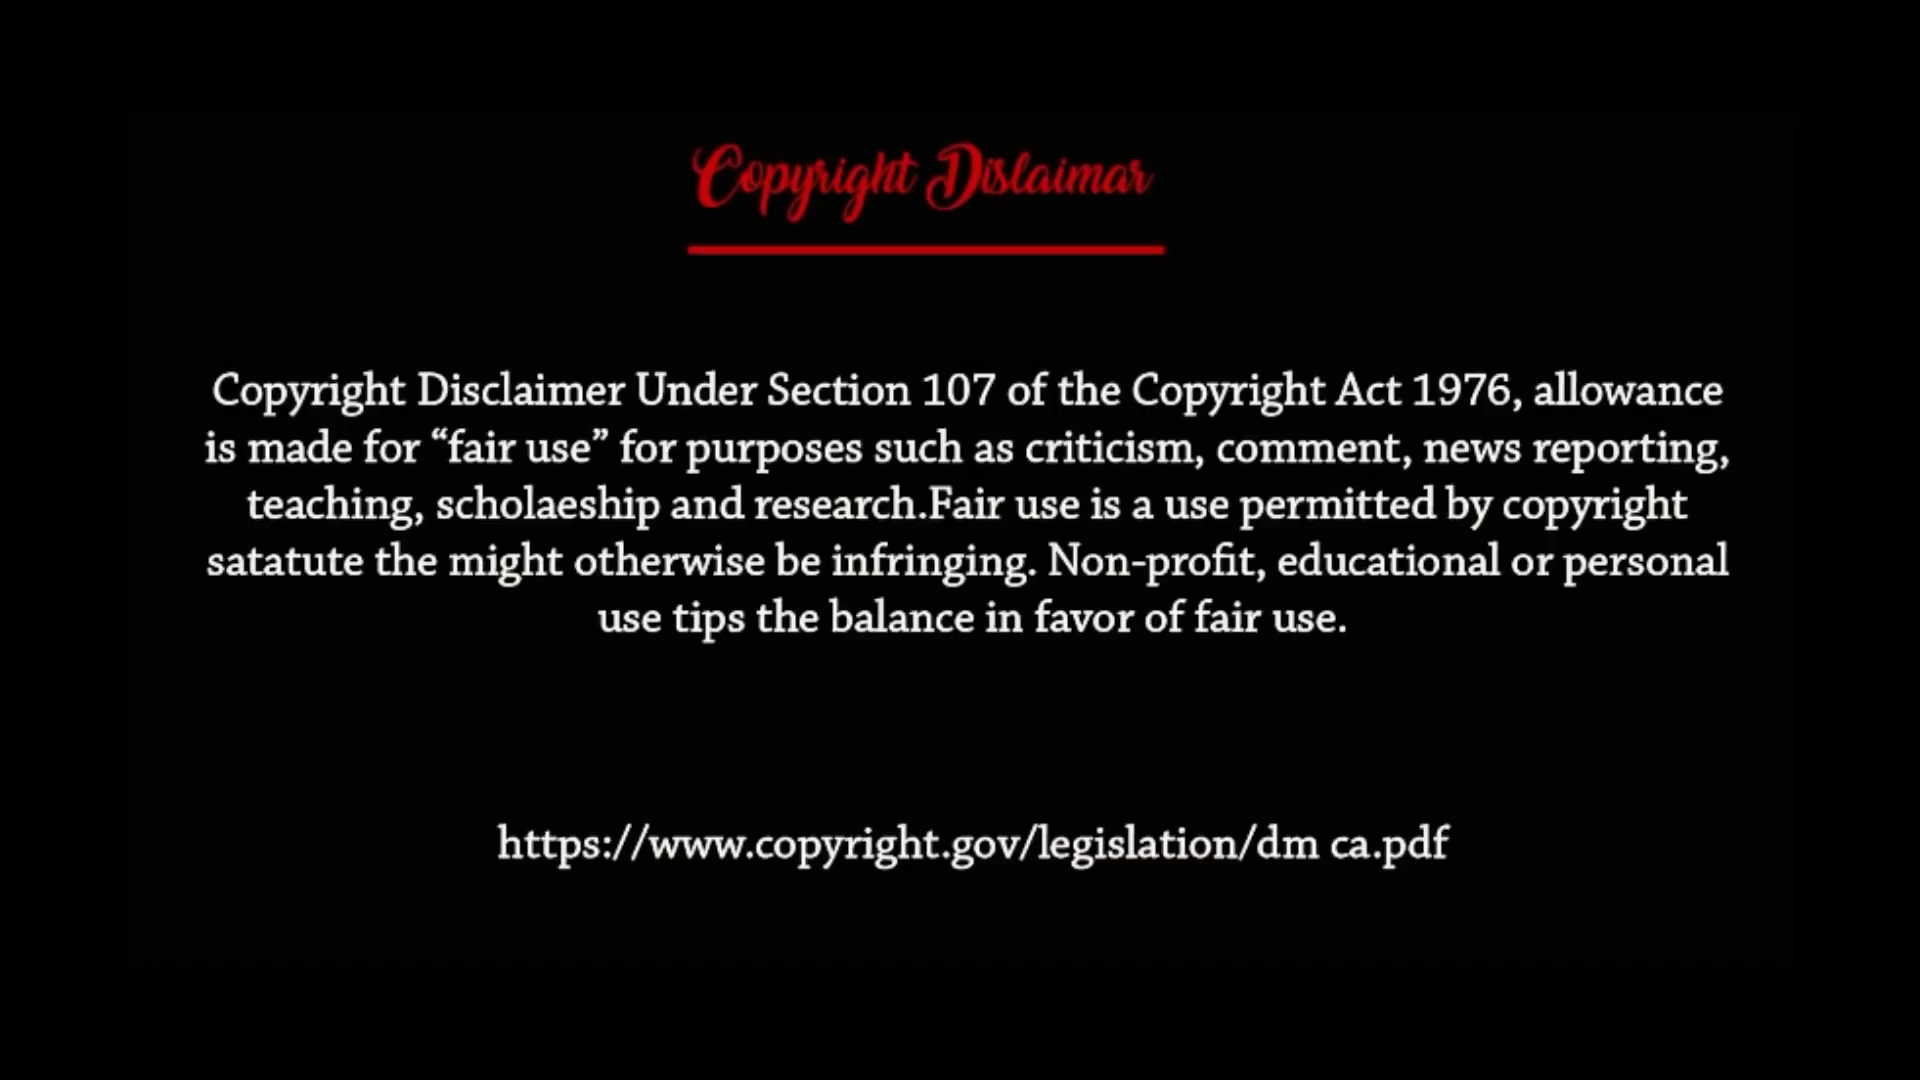 Copyright Dislaimar
Copyright Disclaimer Under Section 107 of the Copyright Act 1976, allowance
is made for “fair use” for purposes such as criticism, comment, news reporting,
teaching, scholaeship and research.Fair use is a use permitted by copyright
satatute the might otherwise be infringing. Non-profit, educational or personal
use tips the balance in favor of fair use.
https://www.copyright.gov/legislation/dm ca.pdf